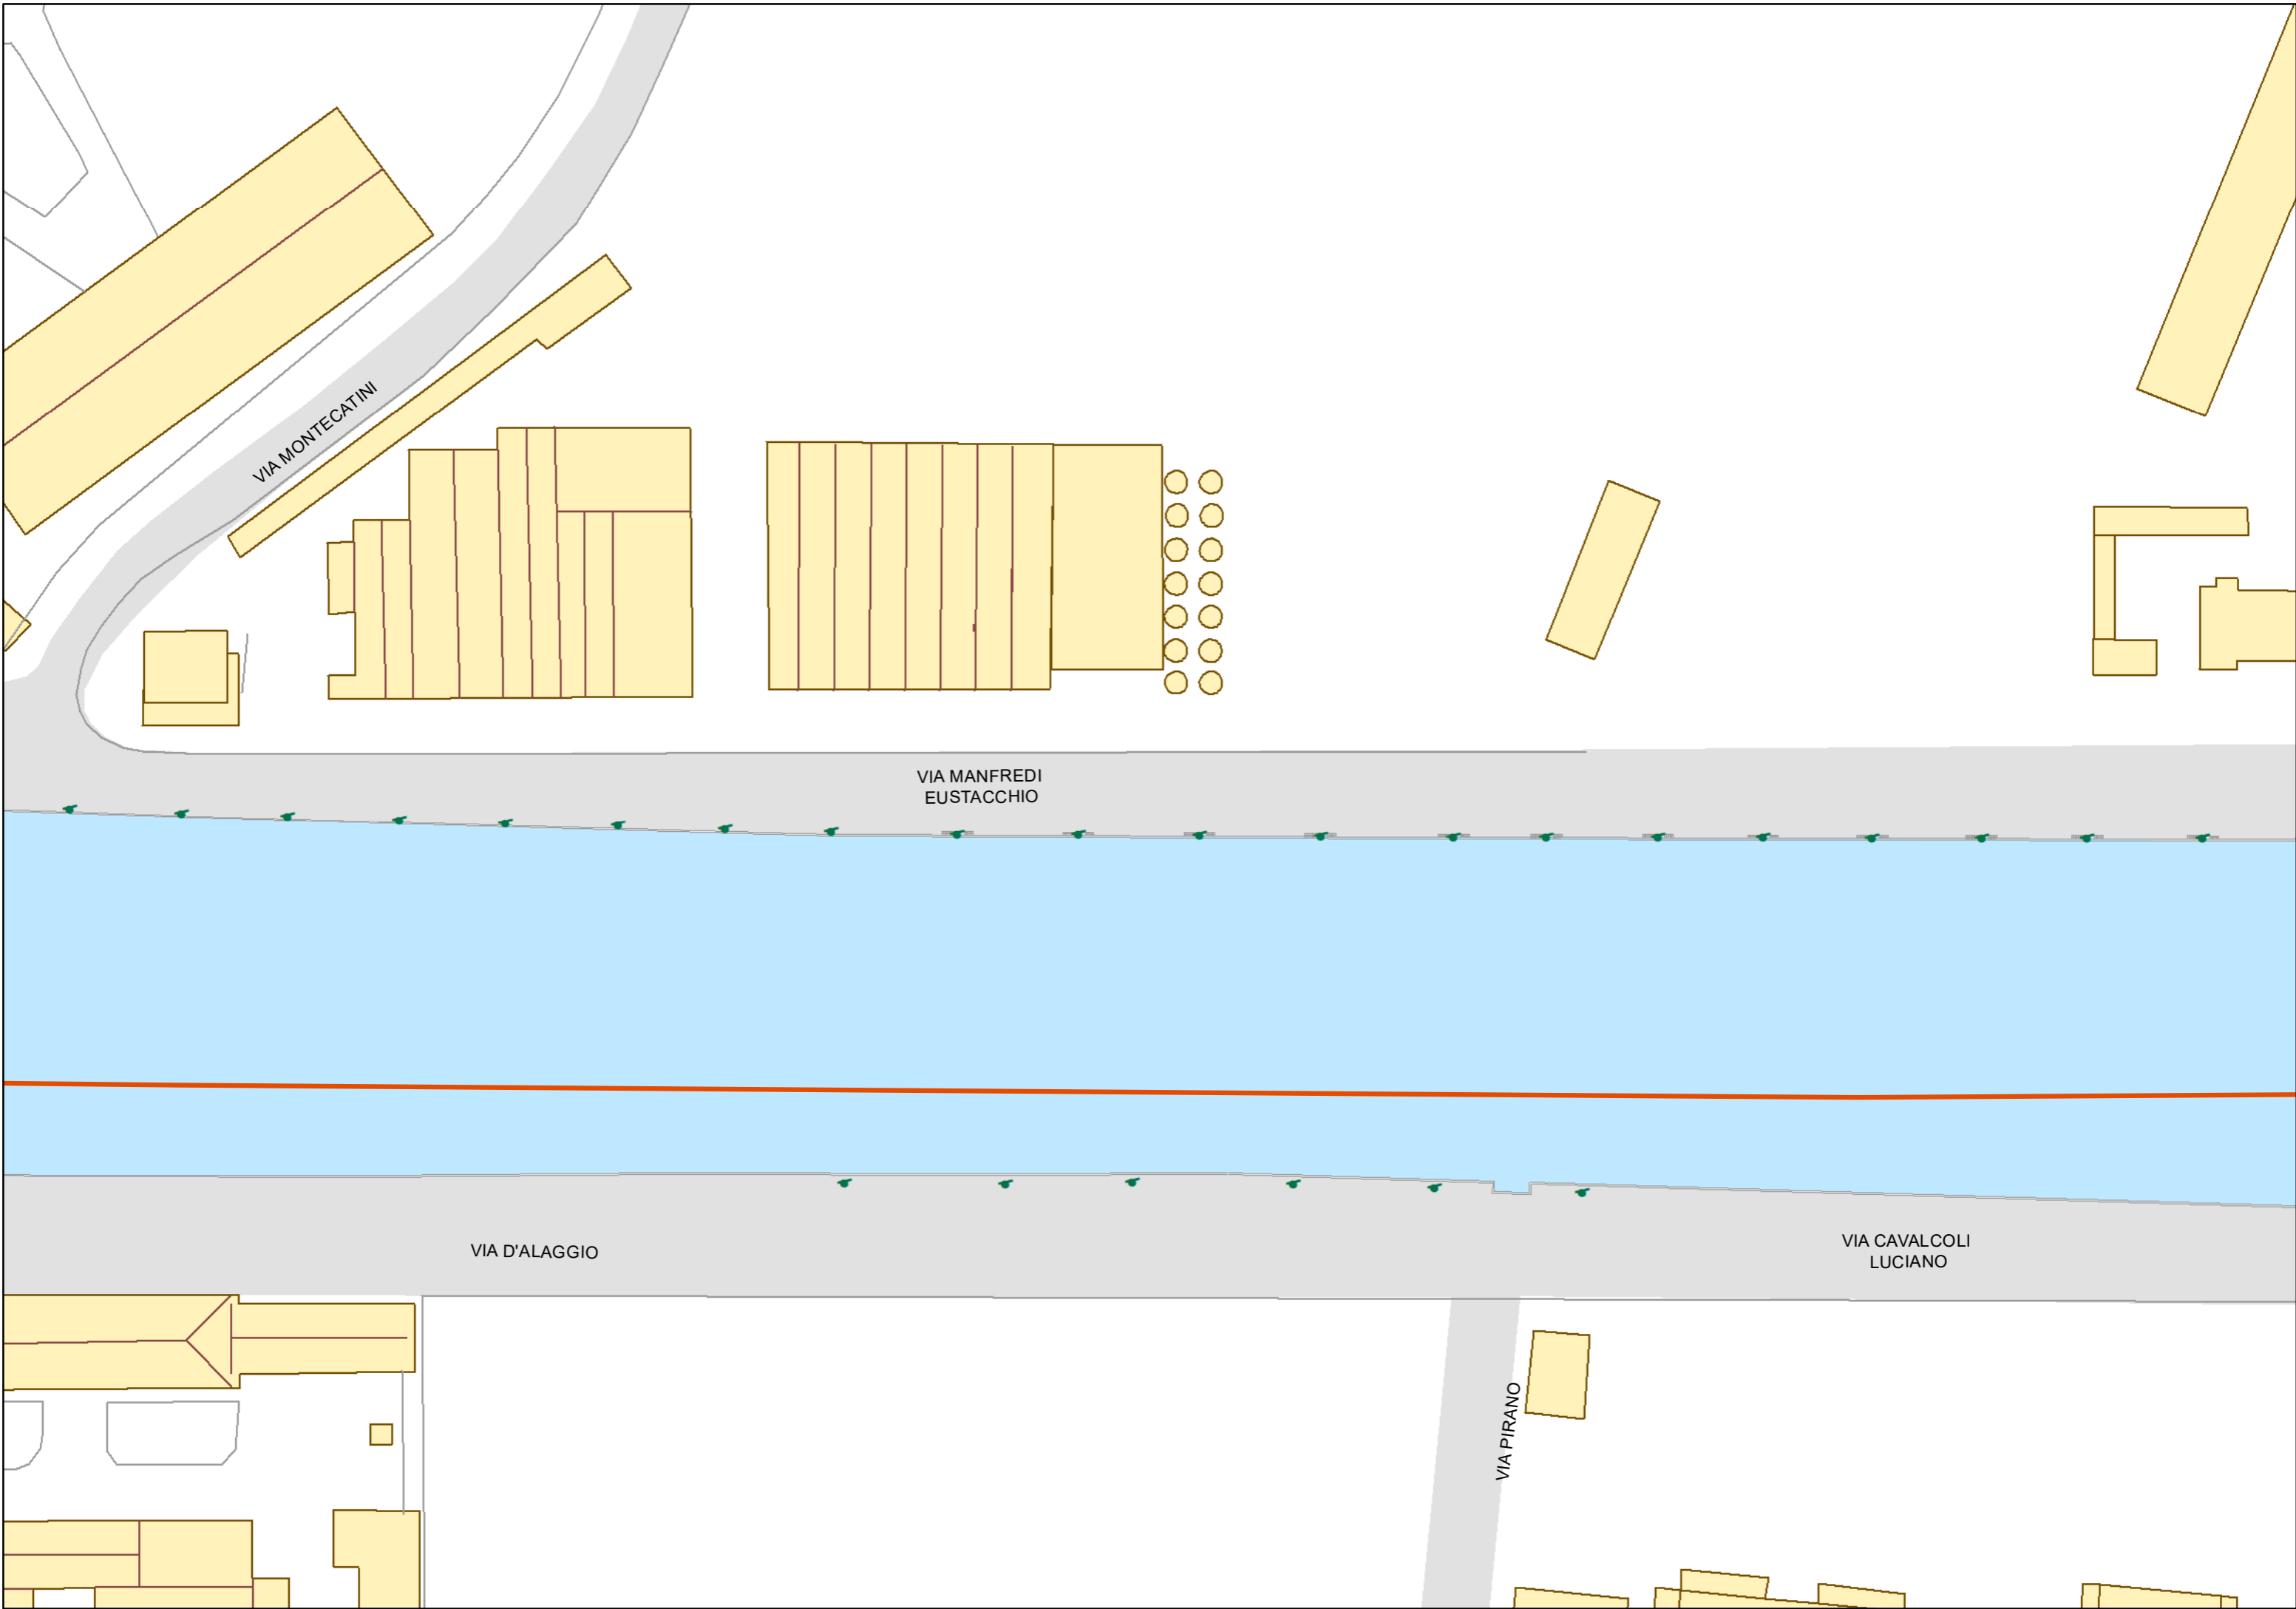 VIA MONTECATINI
VIA MANFREDI
EUSTACCHIO
VIA D'ALAGGIO
VIA CAVALCOLI
LUCIANO
VIA PIRANO